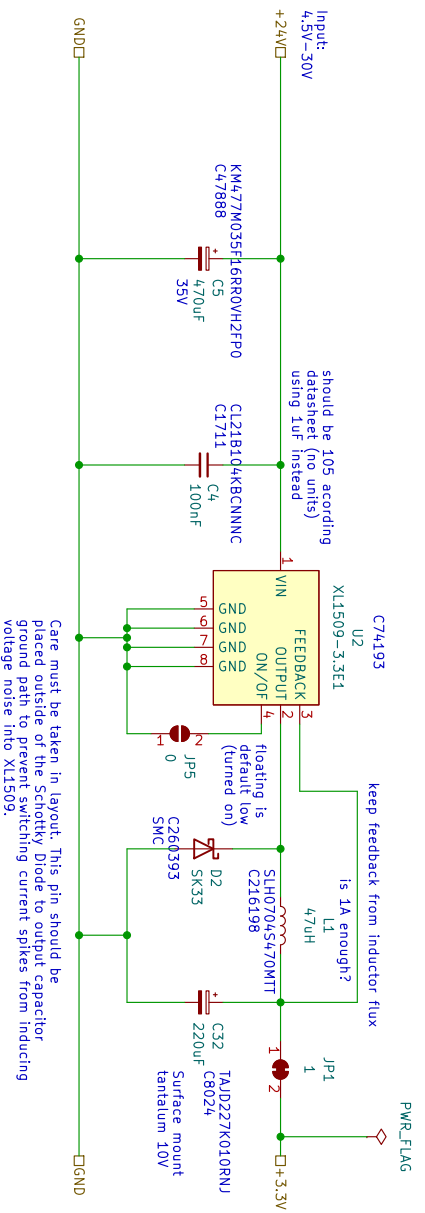 Input:
4.5V-30V
+24V
GND
KM477M035F16RR0VH2FP0
C47888
C5
470uF
35V
should be 105 acording
datasheet (no units)
using 1uF instead
CL21B104KBCNNNC
C1711
C4
100nF
C74193
U2
XL1509-3.3E1
1
VIN
FEEDBACK
OUTPUT
ON/OF
3
2
4
5
6
7
8
GND
GND
GND
GND
1
2
JP5
0
floating is
default low
(turned on)
keep feedback from inductor flux
is 1A enough?
L1
47uH
SLH0704S470MTT
C216198
D2
SK33
C260393
SMC
C32
220uF
TAJD227K010RNJ
C8024
Surface mount
tantalum 10V
JP1
1
1
2
PWR_FLAG
+3.3V
GND
Care must be taken in layout. This pin should be
placed outside of the Schottky Diode to output capacitor
ground path to prevent switching current spikes from inducing
voltage noise into XL1509.